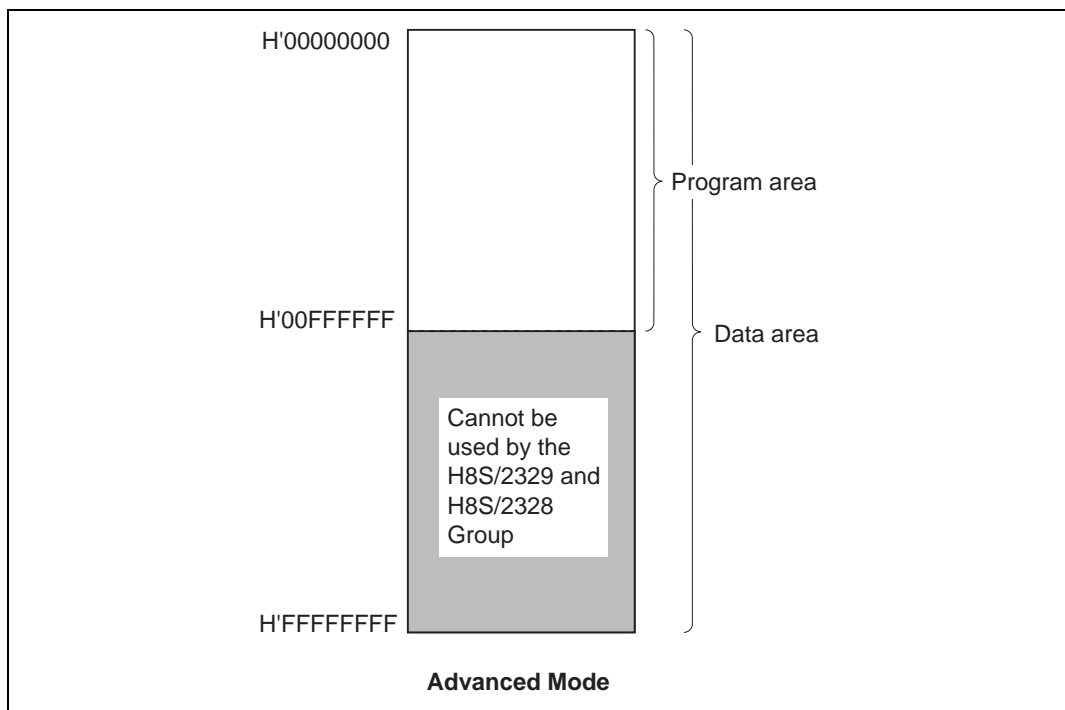 H'00000000
Program area
H'00FFFFFF
Data area
Cannot be
used by the
H8S/2329 and
H8S/2328
Group
H'FFFFFFFF
Advanced Mode